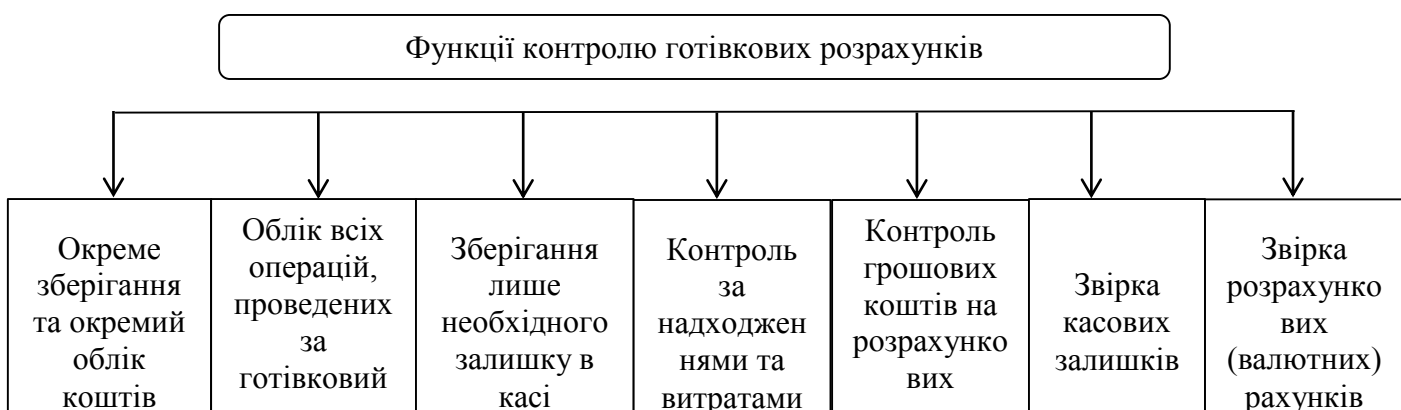 Функції контролю готівкових розрахунків
Окреме
зберігання
та окремий
облік
коштів
Облік всіх
операцій,
проведених
за
готівковий
Зберігання
лише
необхідного
залишку в
касі
Контроль
за
надходжен
нями та
витратами
Контроль
грошових
коштів на
розрахунко
вих
Звірка
касових
залишків
Звірка
розрахунко
вих
(валютних)
рахунків